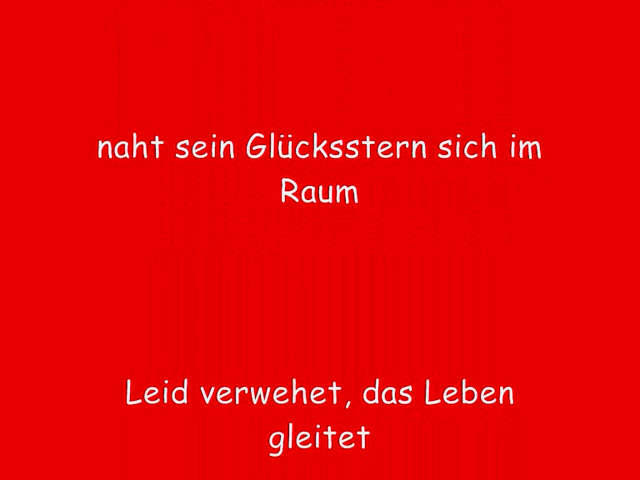 naht sein Glücksstern sich im
Raum
Leid verwehet, das Leben
gleitet